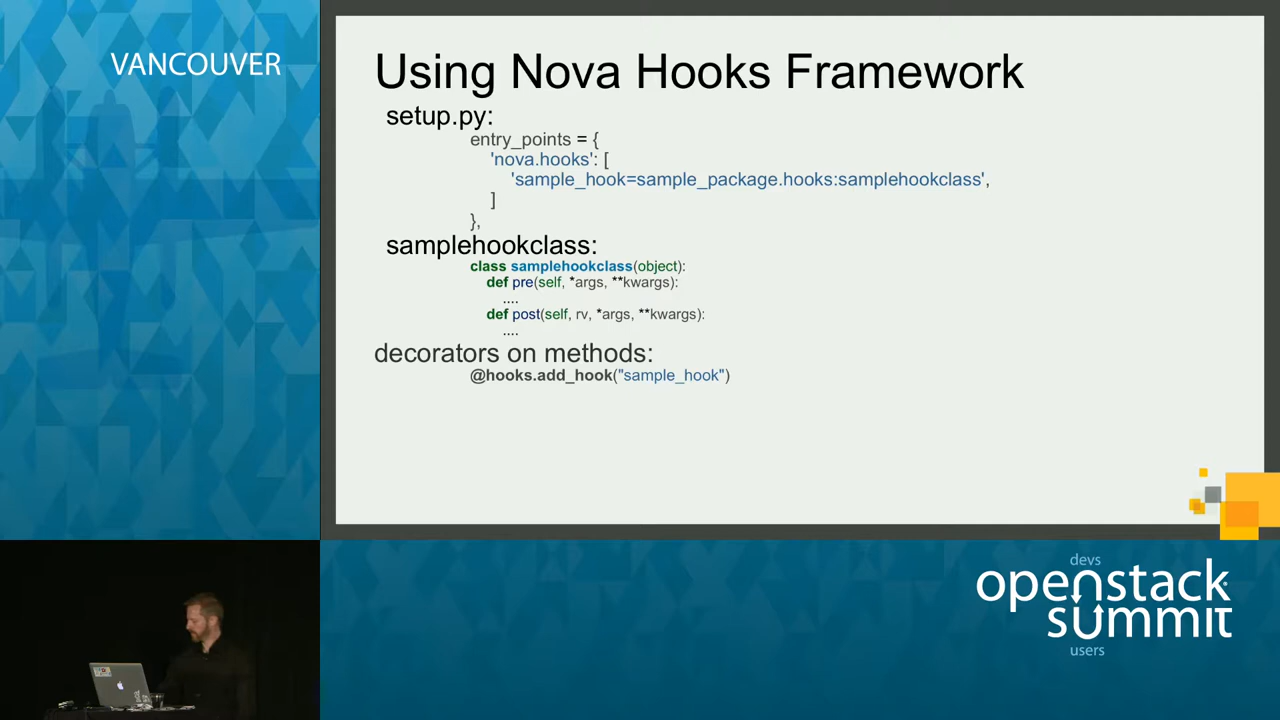 VANCOUVER
Using Nova Hooks Framework
setup.py:
entry_points = {
'nova.hooks': [
'sample_hook=sample_package.hooks:samplehookclass',
]
},
samplehookclass:
class samplehookclass(object):
def pre(self, *args, **kwargs):
....
def post(self, rv, *args, **kwargs):
....
decorators on methods:
@hooks.add_hook("sample_hook")
devs
openstack
summit
users